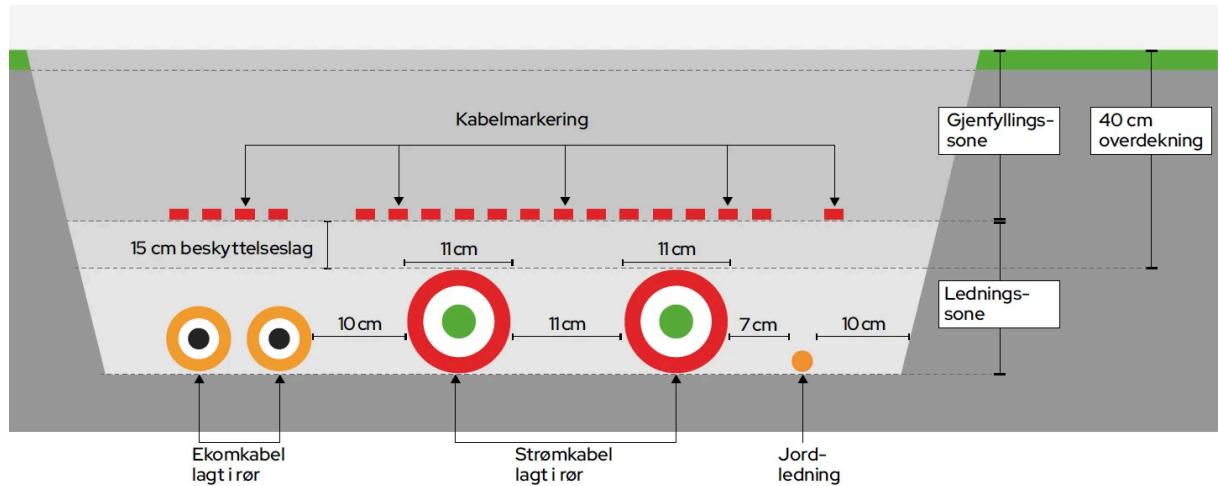 Kabelmarkering
Gjenfyllings-
sone
40 cm
overdekning
15 cm beskyttelseslag
11 cm
11 cm
10 cm
11 cm
7 cm
10 cm
Lednings-
sone
Ekomkabel
lagt i rør
Strømkabel
lagt i rør
Jord-
ledning